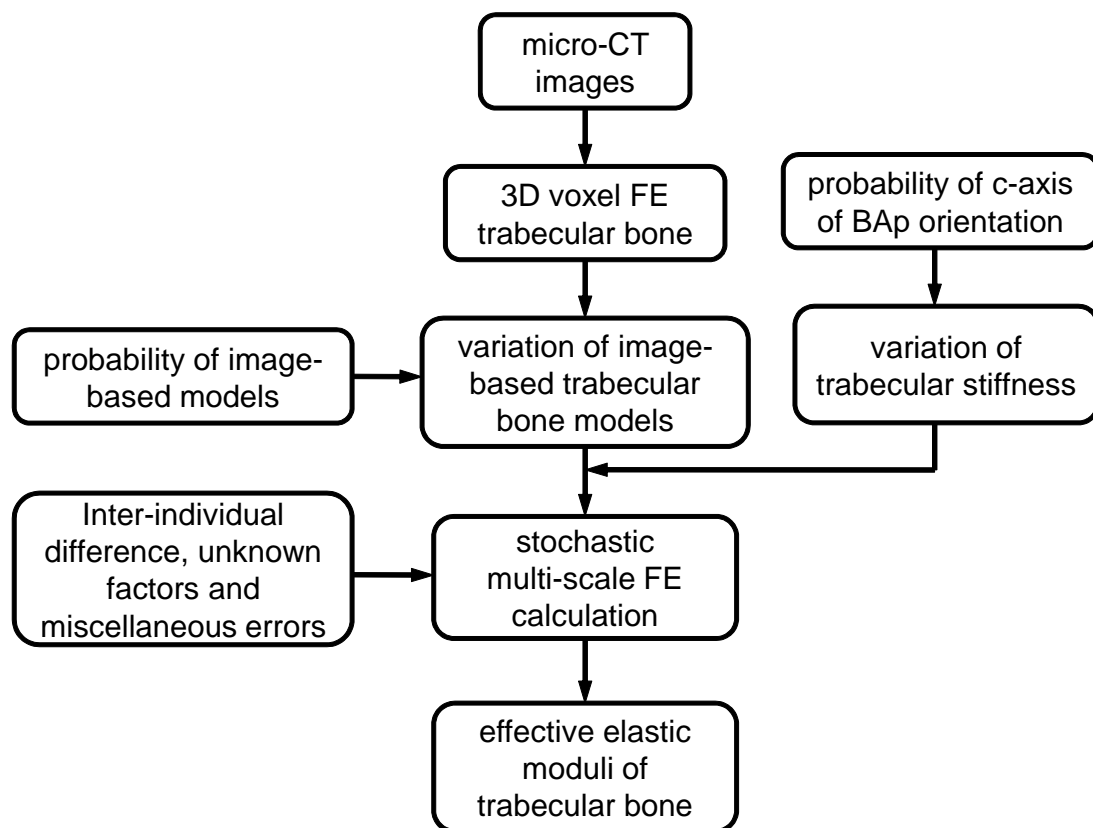 micro-CT
images
3D voxel FE
trabecular bone
probability of c-axis
of BAp orientation
probability of image-
based models
variation of image-
based trabecular
bone models
variation of
trabecular stiffness
Inter-individual
difference, unknown
factors and
miscellaneous errors
stochastic
multi-scale FE
calculation
effective elastic
moduli of
trabecular bone